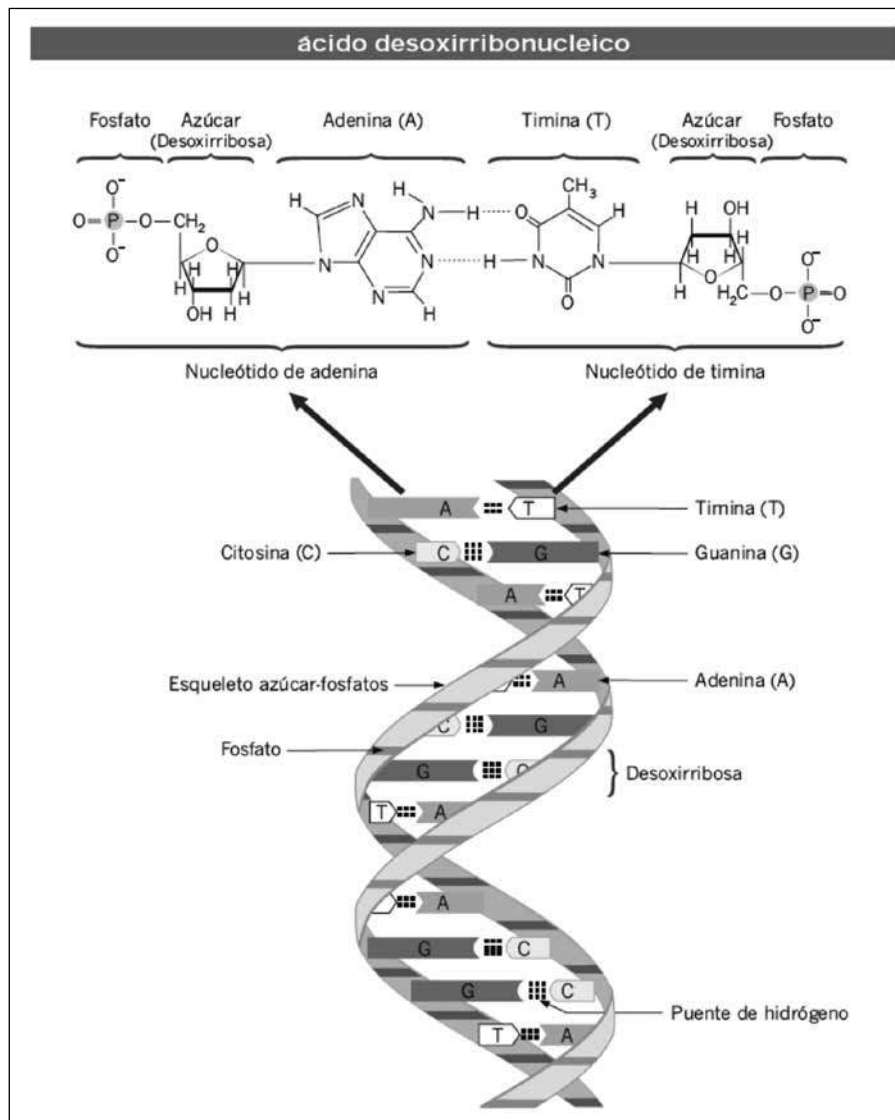 ácido desoxirribonucleico
Fosfato Azúcar (Desoxirribosa) Adenina (A) Timina (T) Azúcar (Desoxirribosa) Fosfato
O⁻ H CH₃ H OH O⁻
O=P–O–CH₂ N N H N–H O H H O
O⁻ O N N H N N O CH₂ O P O
H H H H N H O H H₂C–O–P=O
OH H H O⁻
Nucleótido de adenina Nucleótido de timina
A T Timina (T)
Citosina (C) C G Guanina (G)
A T
Esqueleto azúcar-fosfatos A Adenina (A)
C G
Fosfato
G C Desoxirribosa
T A
A
G C
G C
Puente de hidrógeno
T A